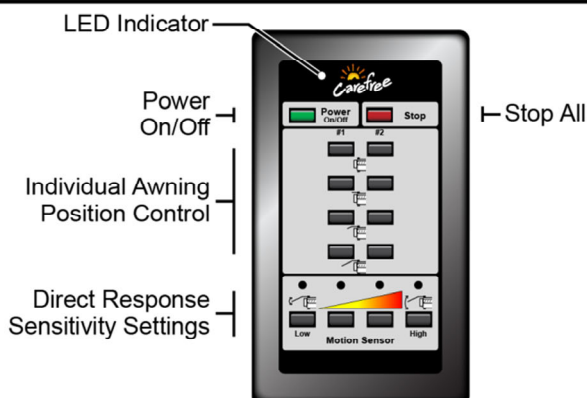 LED Indicator
Carefree
Power
On/Off
Power
On/Off
Stop
Stop All
#1 #2
Individual Awning
Position Control
Direct Response
Sensitivity Settings
Low
High
Motion Sensor